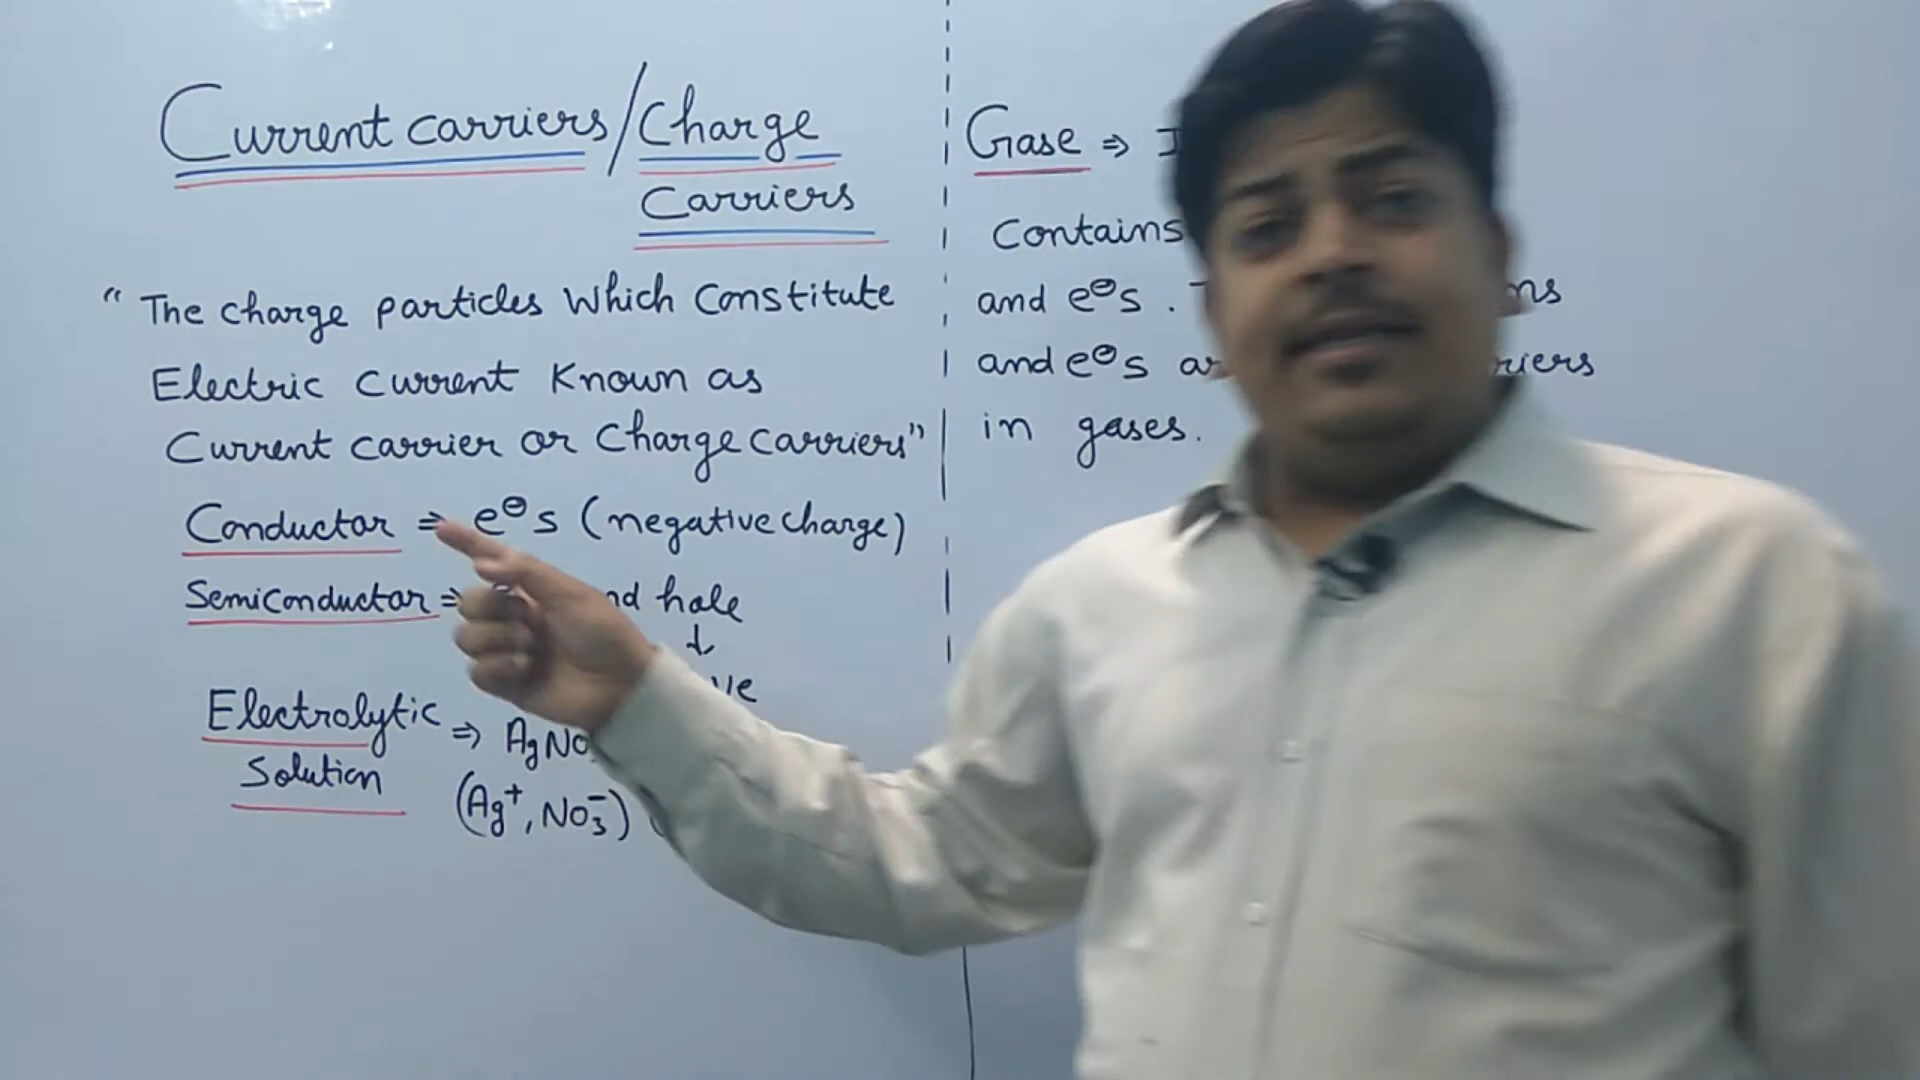 Current carriers/Charge
Carriers
"The charge particles which constitute
Electric current known as
Current carrier or charge carriers"
Conductor ⇒ e⊖s (negative charge)
Semiconductor ⇒ hole
↓
Electrolytic ⇒ AgNO
Solution
(Ag⁺, NO₃⁻)
Gase ⇒
Contains
and e⊖s.
and e⊖s
in gases.